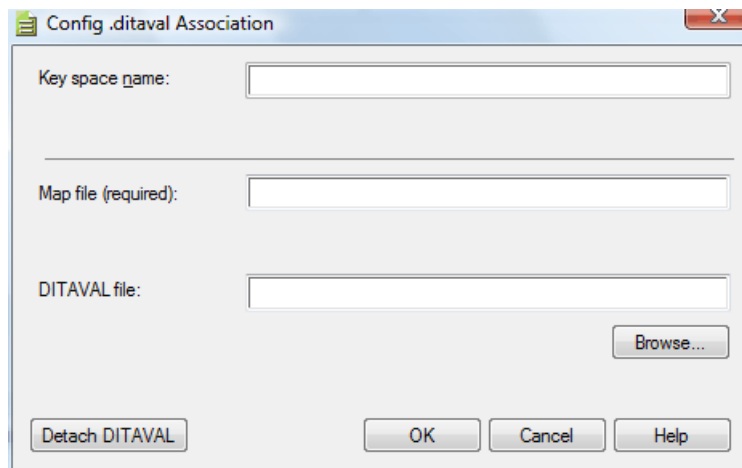 Config .ditaval Association
X
Key space name:
Map file (required):
DITAVAL file:
Browse...
Detach DITAVAL OK Cancel Help